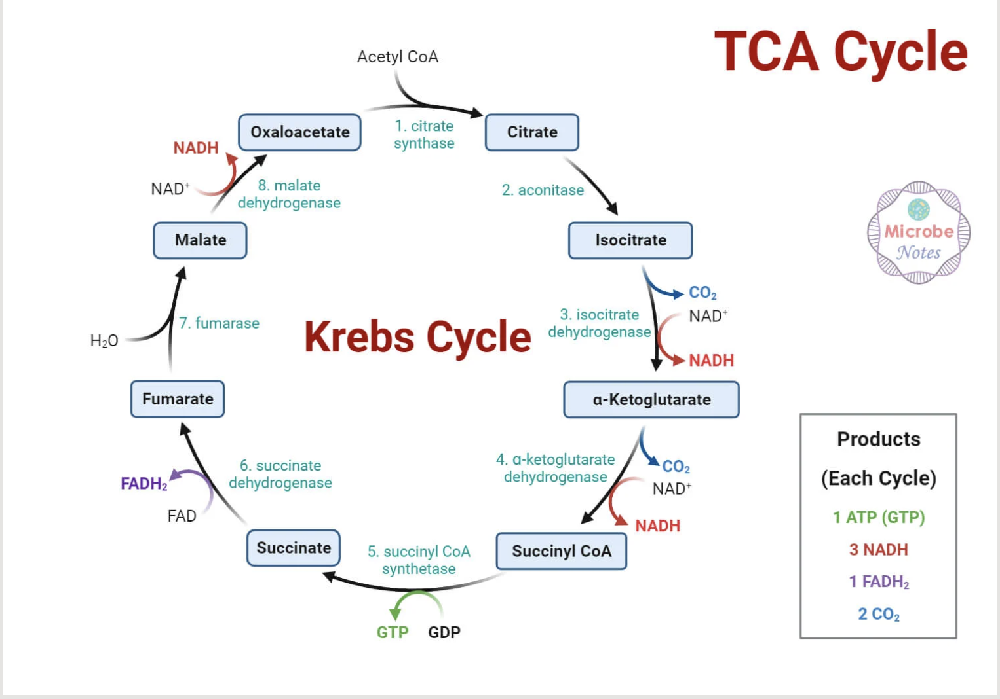 TCA Cycle
Acetyl CoA
Oxaloacetate
1. citrate
synthase
Citrate
NADH
NAD⁺
8. malate
dehydrogenase
2. aconitase
Malate
Isocitrate
Microbe
Notes
CO₂
NAD⁺
3. isocitrate
dehydrogenase
NADH
7. fumarase
H₂O
Krebs Cycle
Fumarate
α-Ketoglutarate
6. succinate
dehydrogenase
FADH₂
FAD
4. α-ketoglutarate
dehydrogenase
CO₂
NAD⁺
NADH
Succinate
5. succinyl CoA
synthetase
Succinyl CoA
GTP
GDP
Products
(Each Cycle)
1 ATP (GTP)
3 NADH
1 FADH₂
2 CO₂